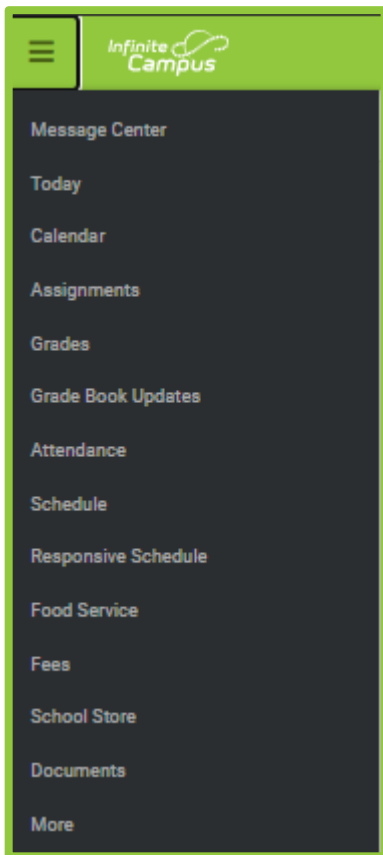 Infinite
Campus
Message Center
Today
Calendar
Assignments
Grades
Grade Book Updates
Attendance
Schedule
Responsive Schedule
Food Service
Fees
School Store
Documents
More